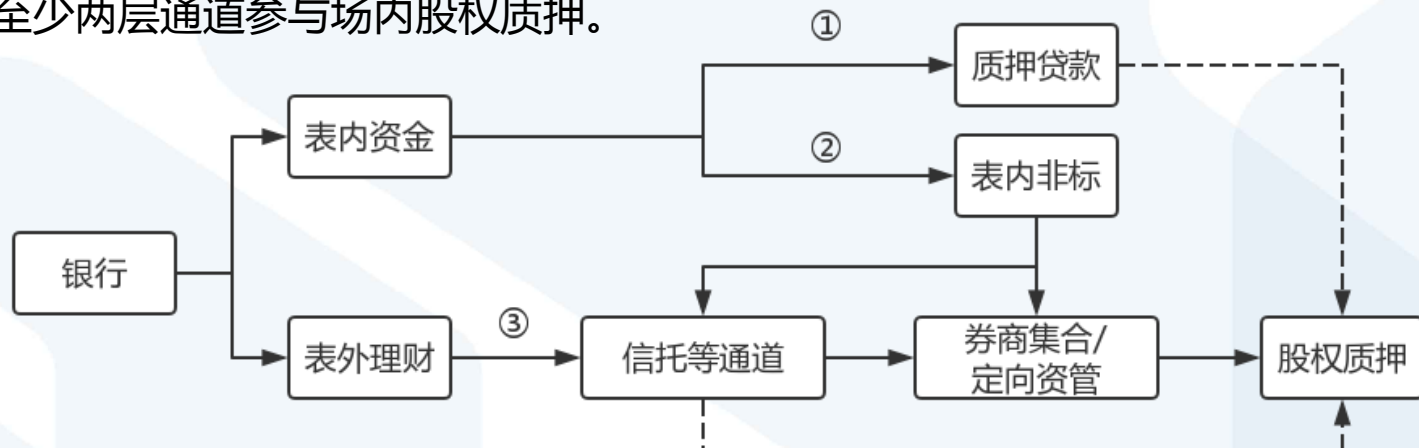 至少两层通道参与场内股权质押。
①
质押贷款
表内资金
②
表内非标
银行
③
表外理财
信托等通道
券商集合/
定向资管
股权质押